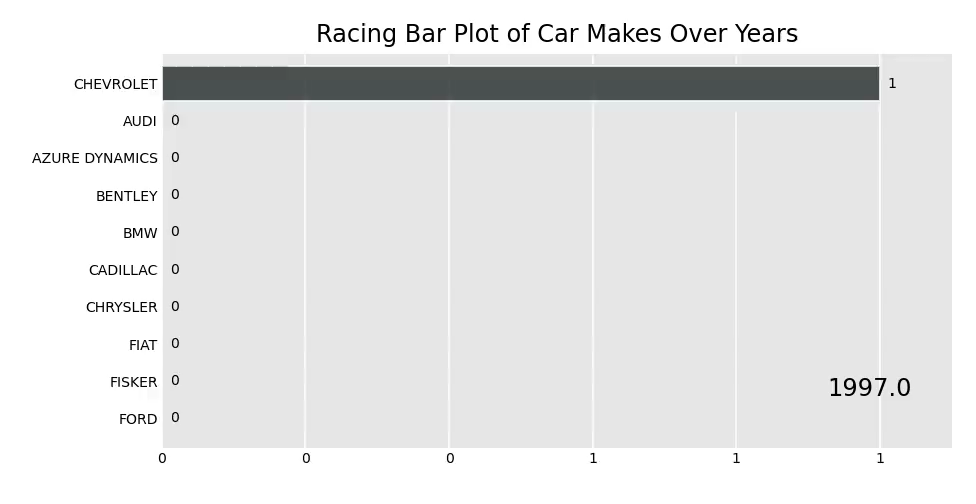 Racing Bar Plot of Car Makes Over Years
CHEVROLET 1
AUDI 0
AZURE DYNAMICS 0
BENTLEY 0
BMW 0
CADILLAC 0
CHRYSLER 0
FIAT 0
FISKER 0
1997.0
FORD 0
0 0 0 1 1 1